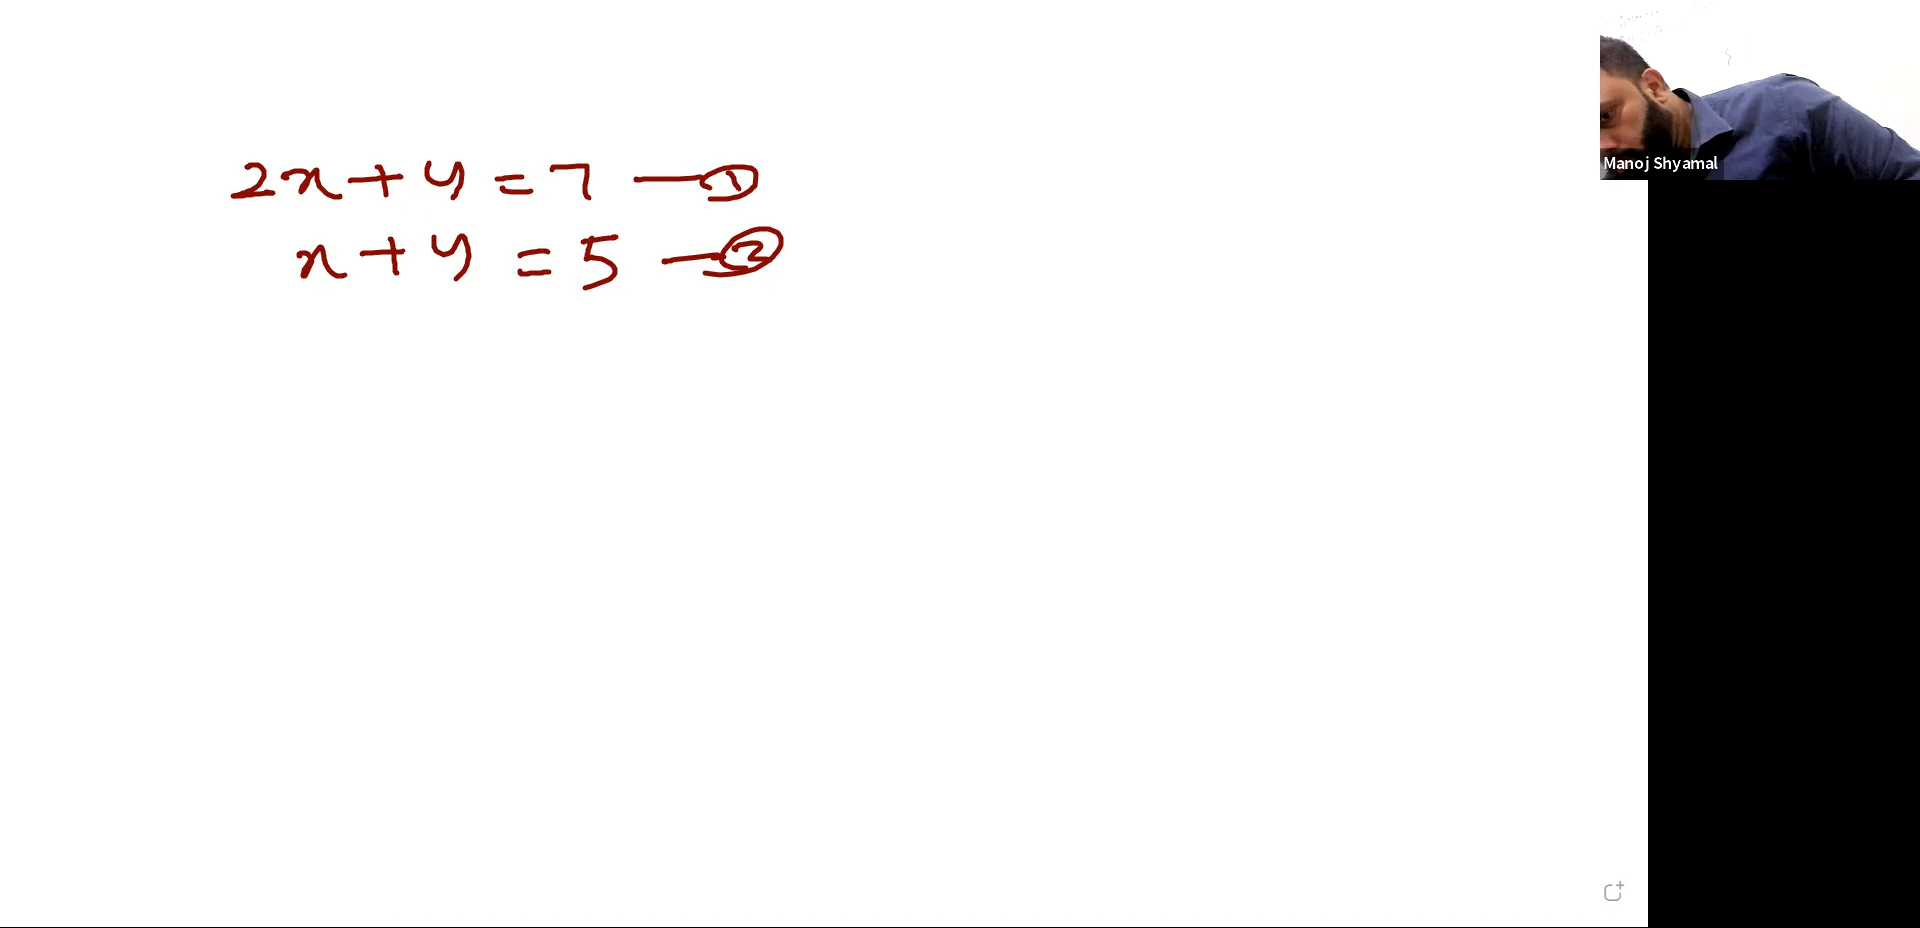 2x + y = 7 — ①
x + y = 5 — ②
Manoj Shyamal